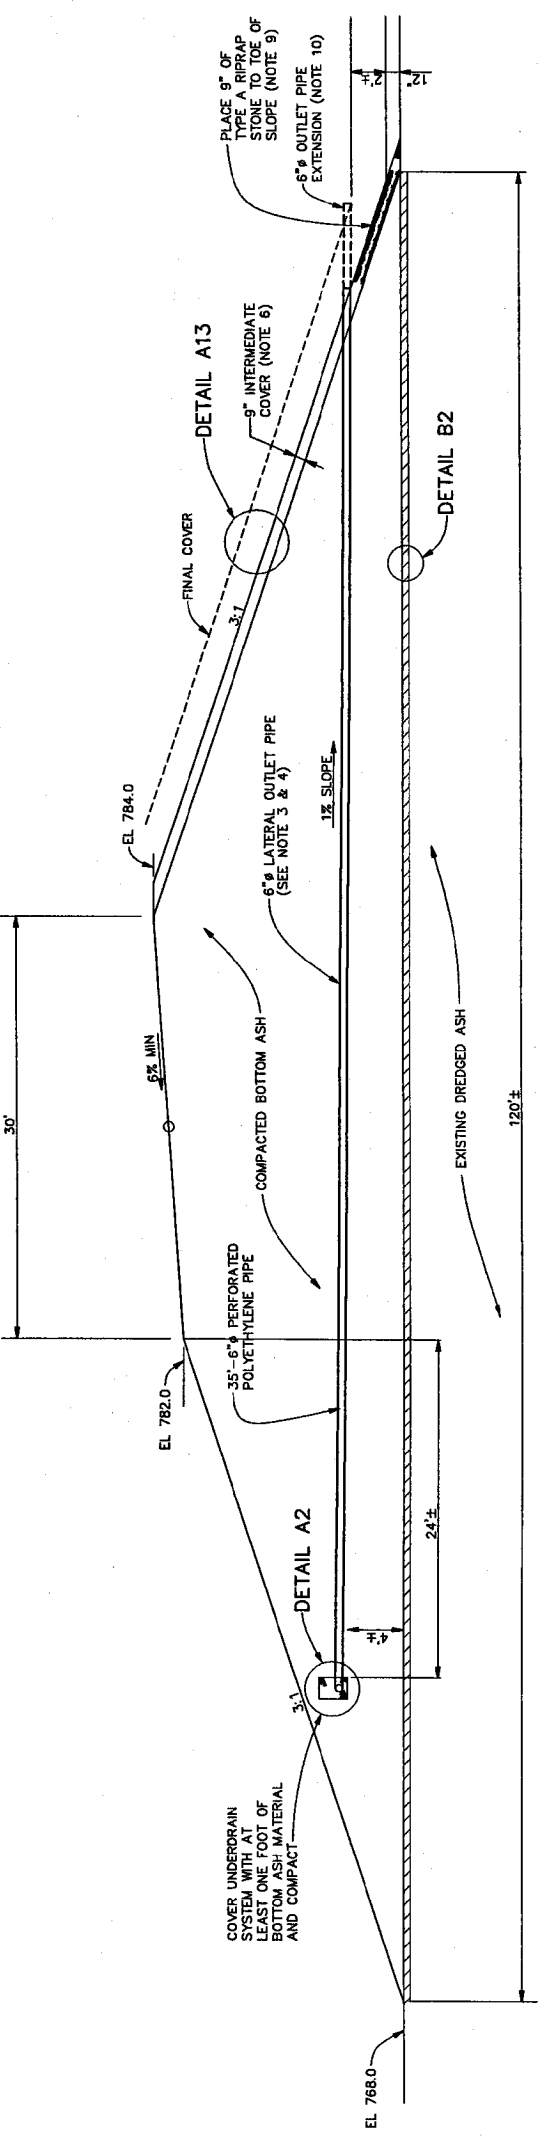 PLACE 9" OF
TYPE A RIPRAP
STONE TO TOE OF
SLOPE (NOTE 9)
6"ø OUTLET PIPE
EXTENSION (NOTE 10)
2'±
12"
DETAIL A13
9" INTERMEDIATE
COVER (NOTE 6)
FINAL COVER
3:1
DETAIL B2
EL 784.0
6"ø LATERAL OUTLET PIPE
(SEE NOTE 3 & 4)
1% SLOPE
30'
6% MIN
COMPACTED BOTTOM ASH
EXISTING DREDGED ASH
120'±
EL 782.0
35'-6"ø PERFORATED
POLYETHYLENE PIPE
DETAIL A2
24'±
4'±
3:1
COVER UNDERDRAIN
SYSTEM WITH AT
LEAST ONE FOOT OF
BOTTOM ASH MATERIAL
AND COMPACT
EL 768.0